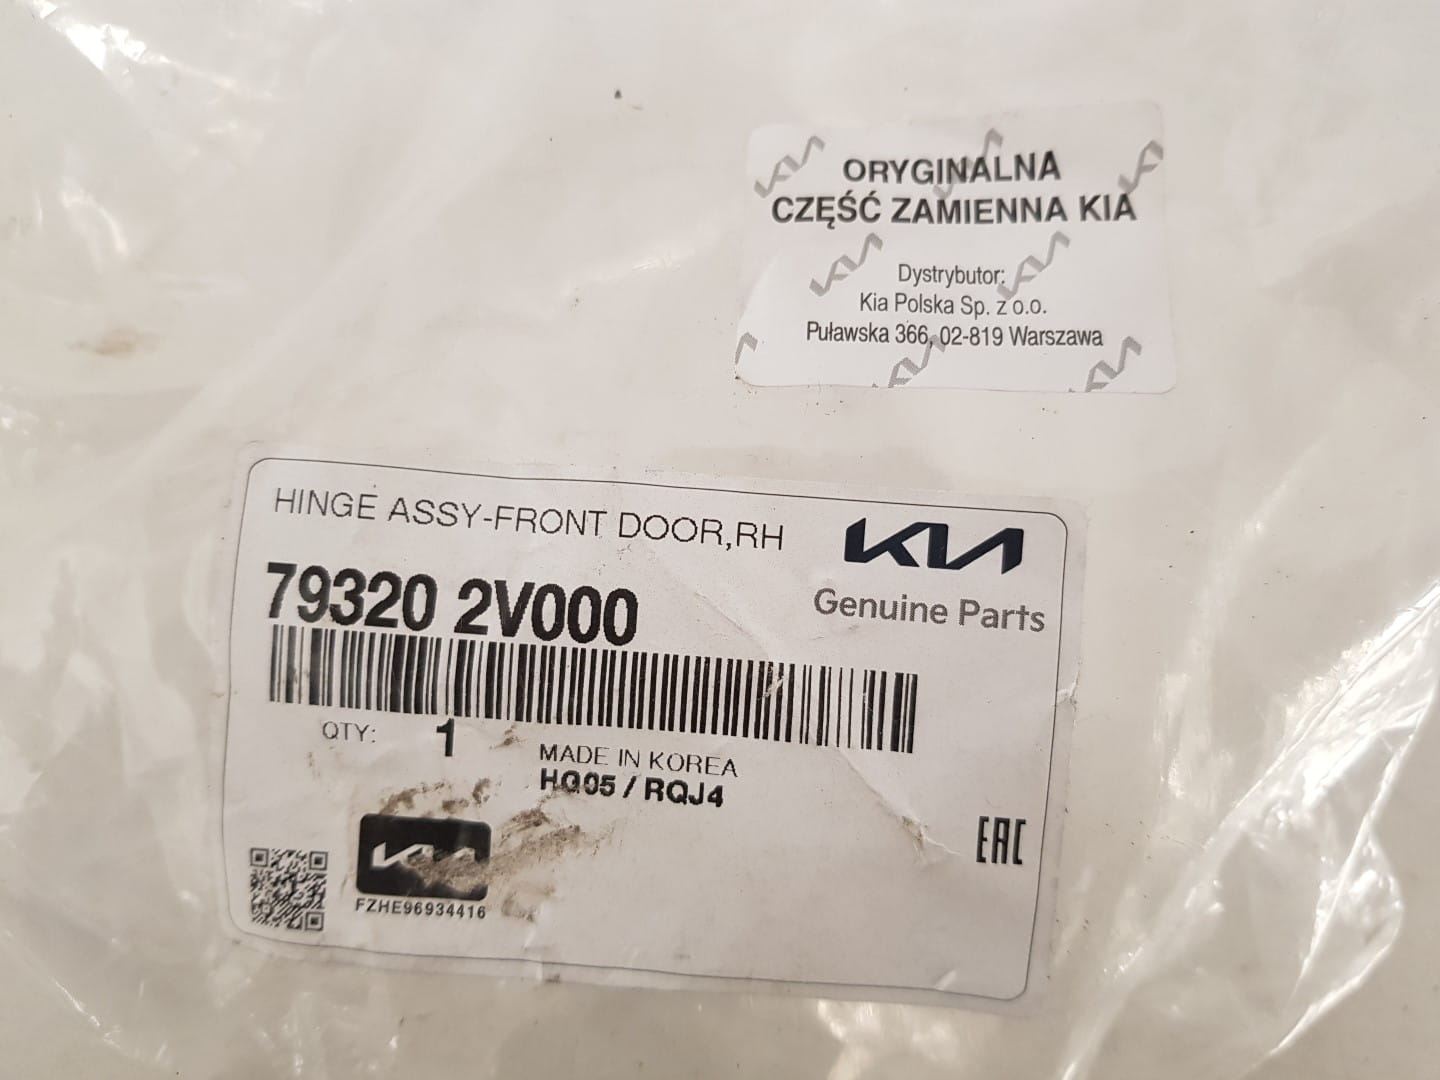 ORYGINALNA
CZĘŚĆ ZAMIENNA KIA
Dystrybutor:
Kia Polska Sp. z o.o.
Puławska 366, 02-819 Warszawa
HINGE ASSY-FRONT DOOR,RH
KIA
79320 2V000
Genuine Parts
QTY: 1
MADE IN KOREA
HQ05 / RQJ4
EAC
KIA
FZHE96934416